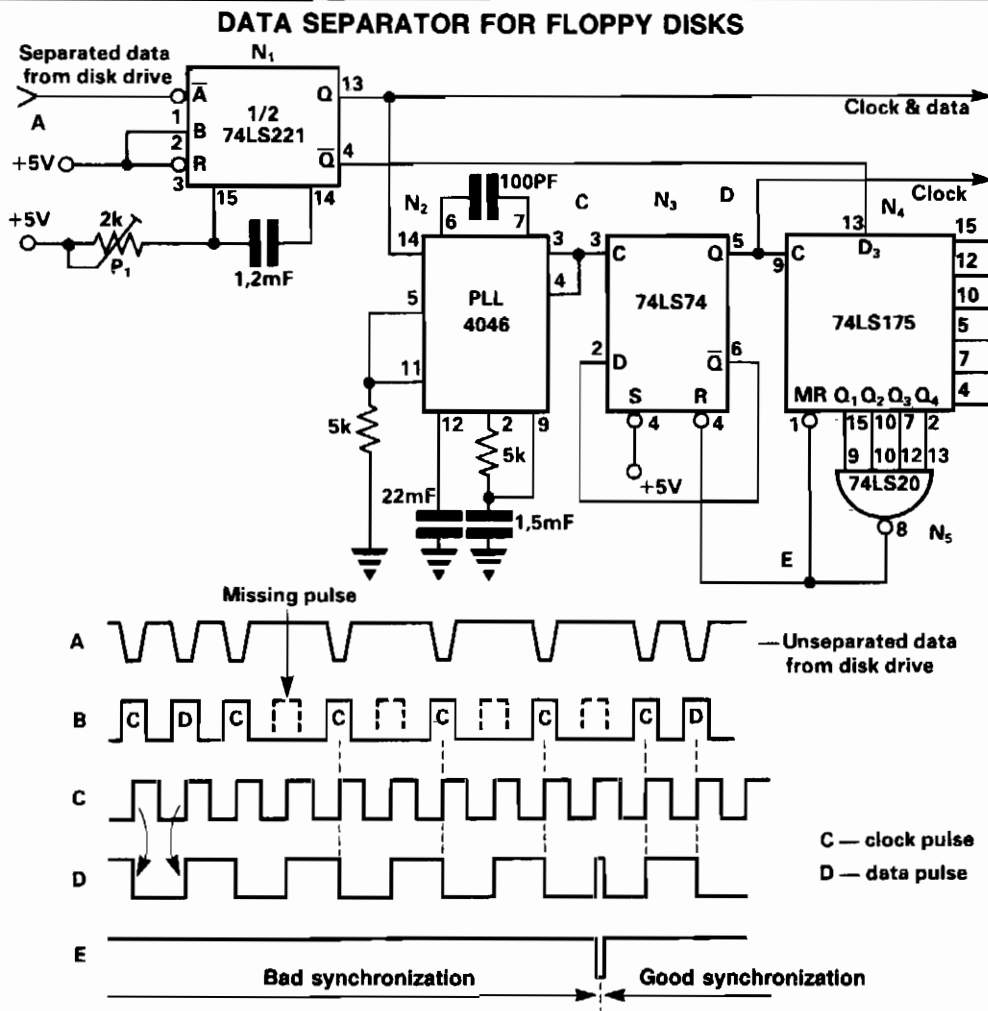 DATA SEPARATOR FOR FLOPPY DISKS
Separated data
from disk drive
A
N1
A̅
Q
13
1
B
2
R
3
1/2
74LS221
Q̅
4
+5V
15
14
+5V
2k
P1
1,2mF
Clock & data
Clock
100PF
N2
6
7
C
N3
D
N4
14
3
4
5
11
PLL
4046
12
2
9
5k
5k
22mF
1,5mF
3
C
Q
5
74LS74
2
D
Q̅
6
S
R
4
4
+5V
13
D3
9
C
74LS175
15
12
10
5
7
4
MR
Q1
Q2
Q3
Q4
1
15
10
7
2
9
10
12
13
74LS20
8
N5
E
Missing pulse
A
— Unseparated data
from disk drive
B
C
D
C
C
C
C
C
D
C
C — clock pulse
D
D — data pulse
E
Bad synchronization
Good synchronization